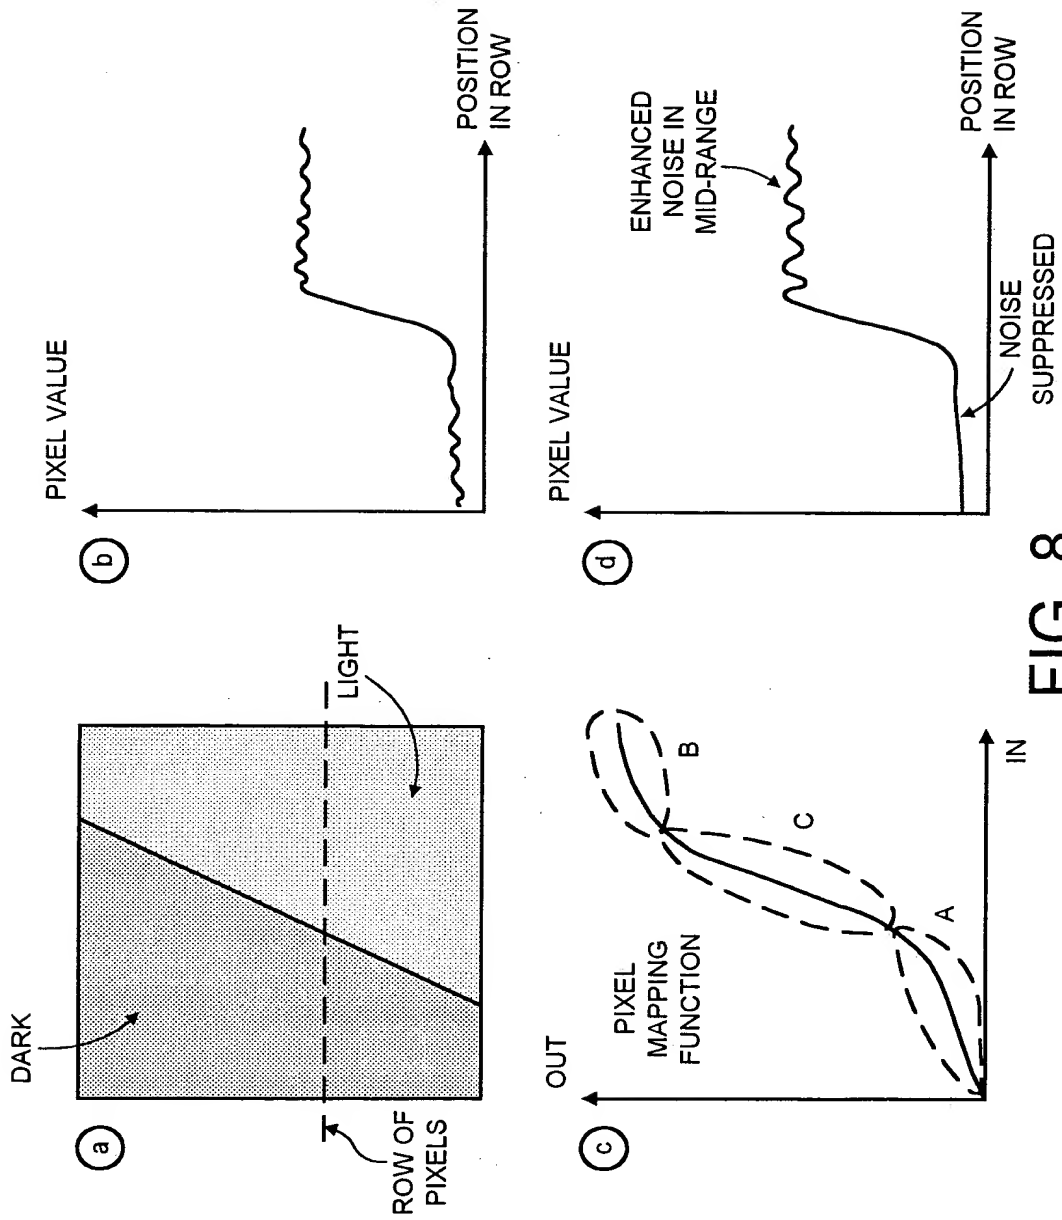 a
DARK
LIGHT
ROW OF
PIXELS
b
PIXEL VALUE
POSITION
IN ROW
c
OUT
PIXEL
MAPPING
FUNCTION
A
B
C
IN
d
PIXEL VALUE
ENHANCED
NOISE IN
MID-RANGE
NOISE
SUPPRESSED
POSITION
IN ROW
FIG 8